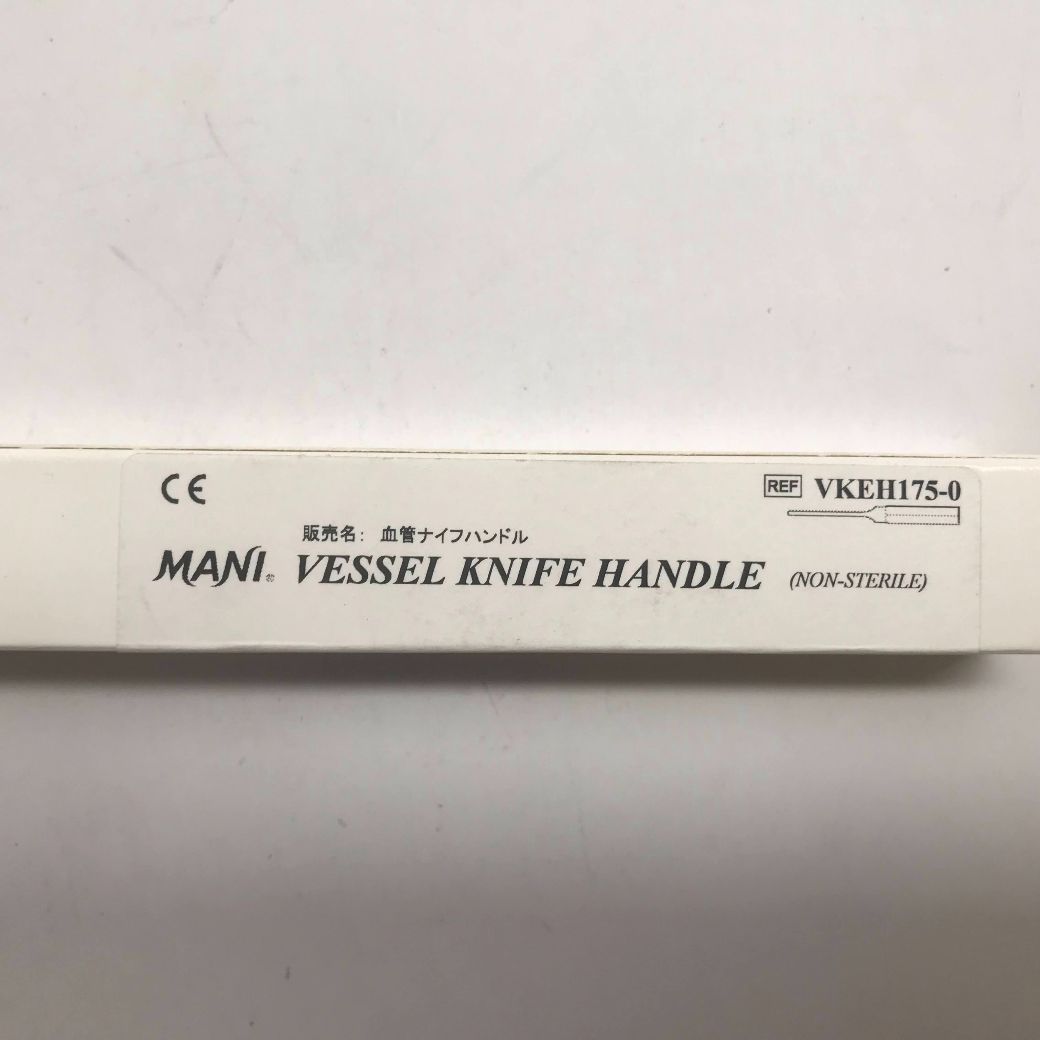 CE
REF VKEH175-0
販売名: 血管ナイフハンドル
MANI® VESSEL KNIFE HANDLE (NON-STERILE)